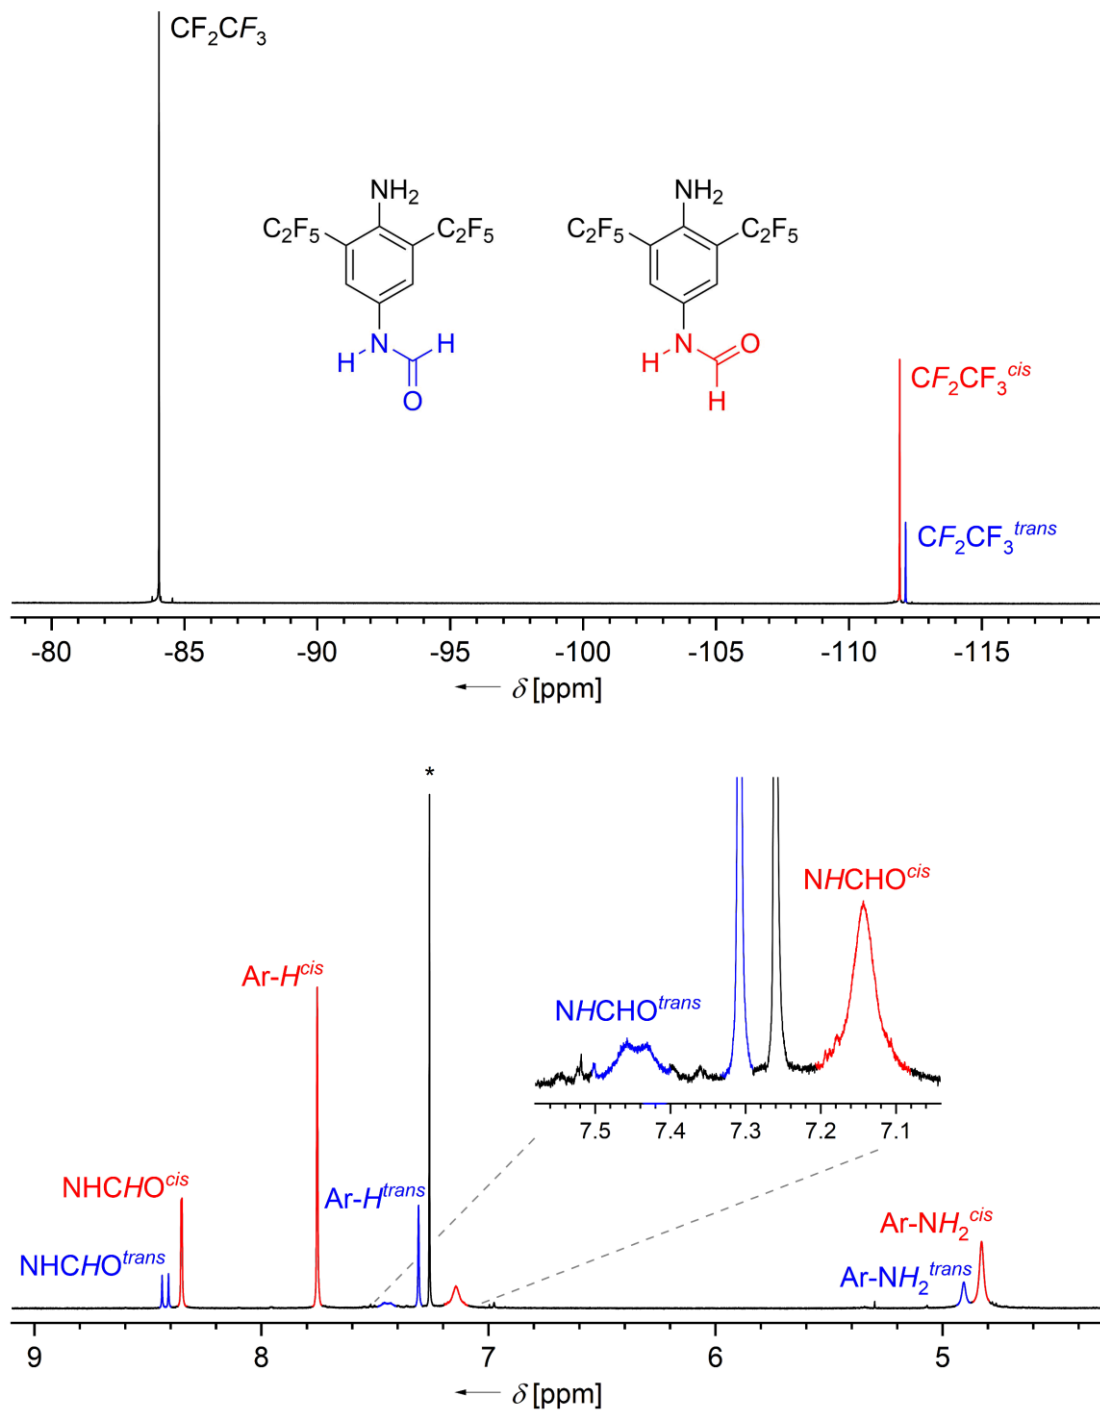 CF₂CF₃
NH₂ NH₂
C₂F₅ C₂F₅ C₂F₅ C₂F₅
H N H H N O
O H
CF₂CF₃ᶜⁱˢ
CF₂CF₃ᵗʳᵃⁿˢ
-80 -85 -90 -95 -100 -105 -110 -115
← δ [ppm]
*
NHCHOᶜⁱˢ
Ar-Hᶜⁱˢ
NHCHOᵗʳᵃⁿˢ
7.5 7.4 7.3 7.2 7.1
NHCHOᶜⁱˢ
Ar-Hᵗʳᵃⁿˢ
Ar-NH₂ᶜⁱˢ
NHCHOᵗʳᵃⁿˢ
Ar-NH₂ᵗʳᵃⁿˢ
9 8 7 6 5
← δ [ppm]